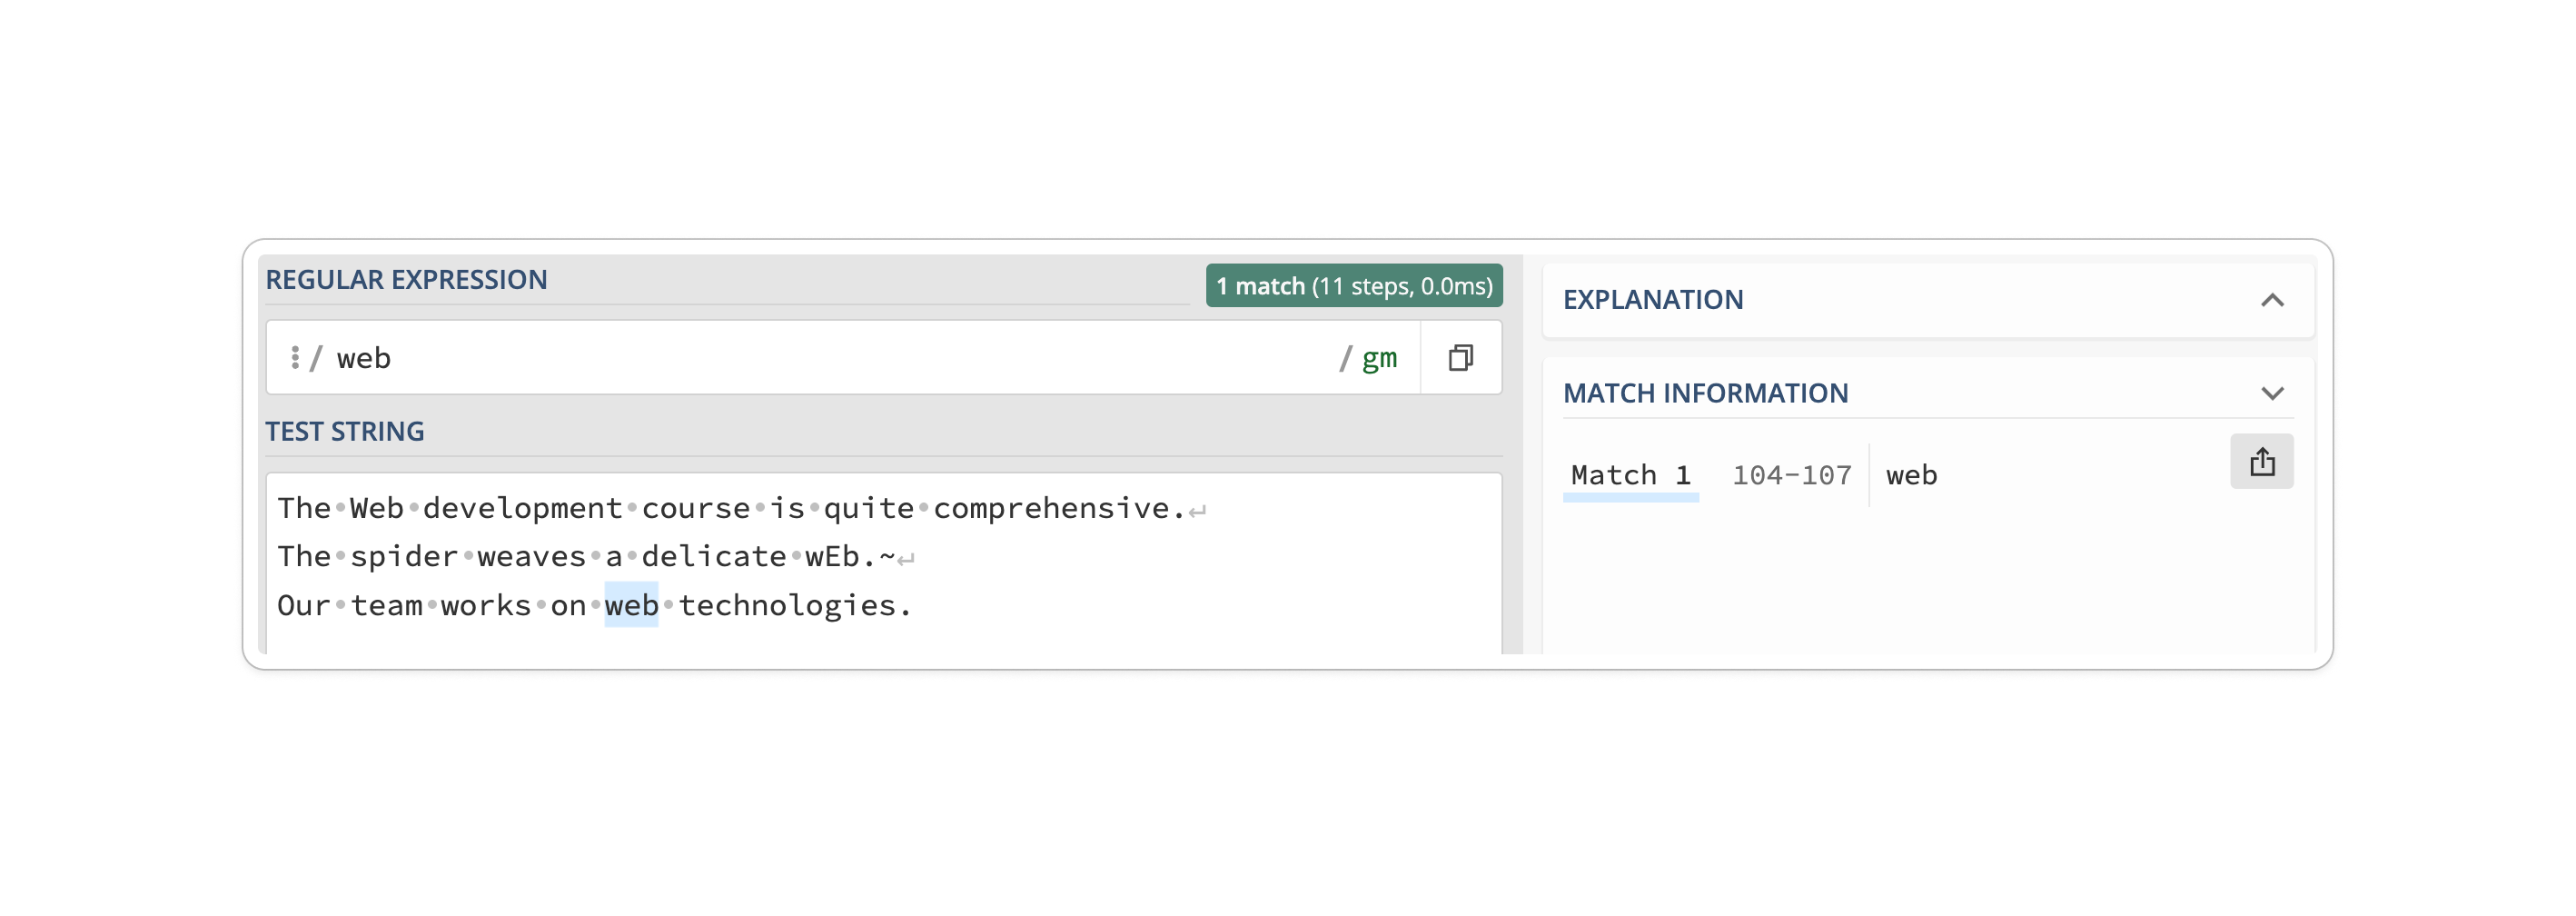 REGULAR EXPRESSION
1 match (11 steps, 0.0ms)
/ web / gm
TEST STRING
The·Web·development·course·is·quite·comprehensive.↵
The·spider·weaves·a·delicate·wEb.~↵
Our·team·works·on·web·technologies.
EXPLANATION
MATCH INFORMATION
Match 1 104-107 web